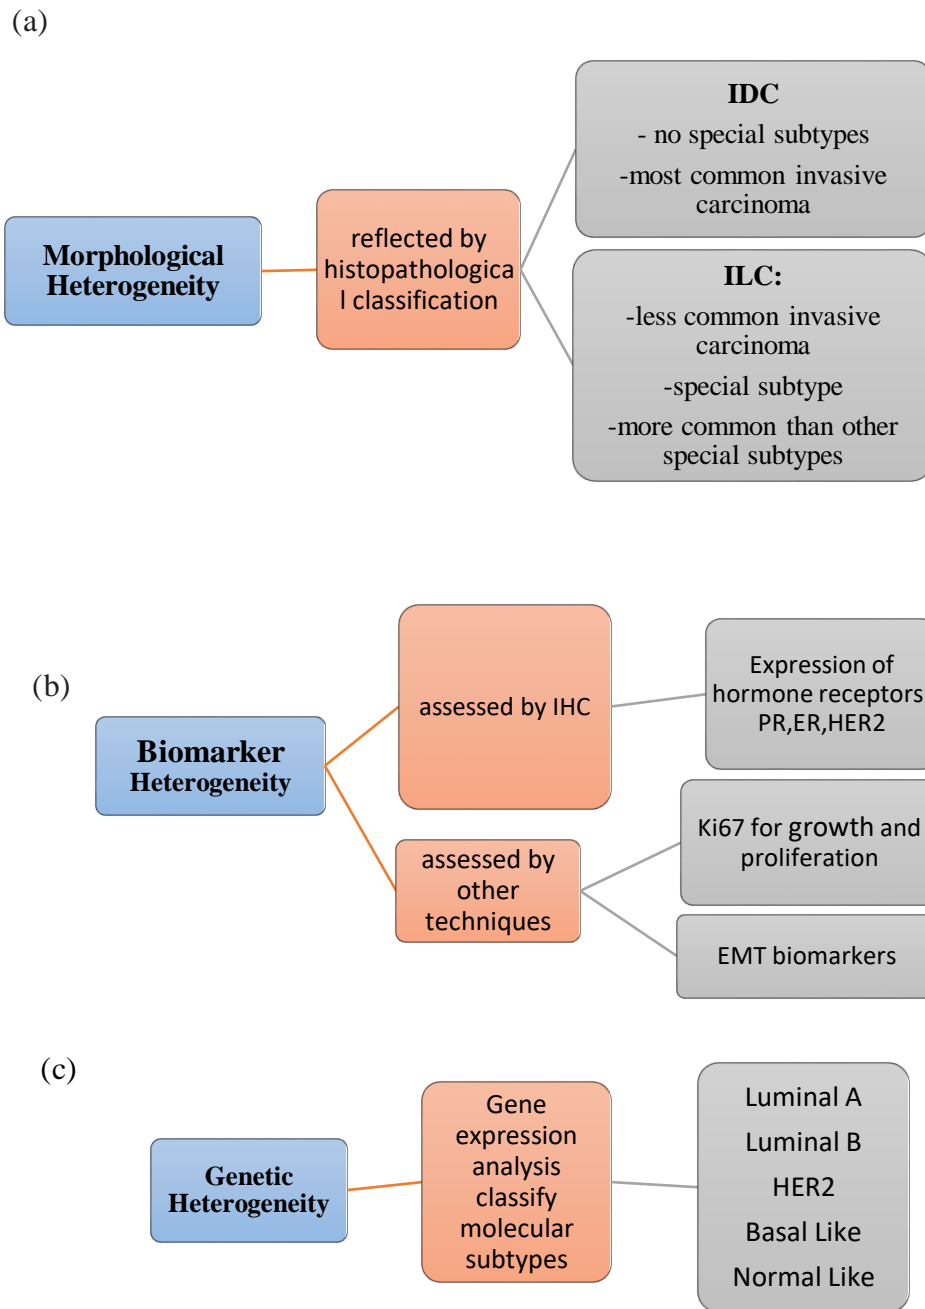 (a)
Morphological
Heterogeneity
reflected by
histopathologica
l classification
IDC
- no special subtypes
-most common invasive
carcinoma
ILC:
-less common invasive
carcinoma
-special subtype
-more common than other
special subtypes
(b)
Biomarker
Heterogeneity
assessed by IHC
Expression of
hormone receptors
PR,ER,HER2
assessed by
other
techniques
Ki67 for growth and
proliferation
EMT biomarkers
(c)
Genetic
Heterogeneity
Gene
expression
analysis
classify
molecular
subtypes
Luminal A
Luminal B
HER2
Basal Like
Normal Like